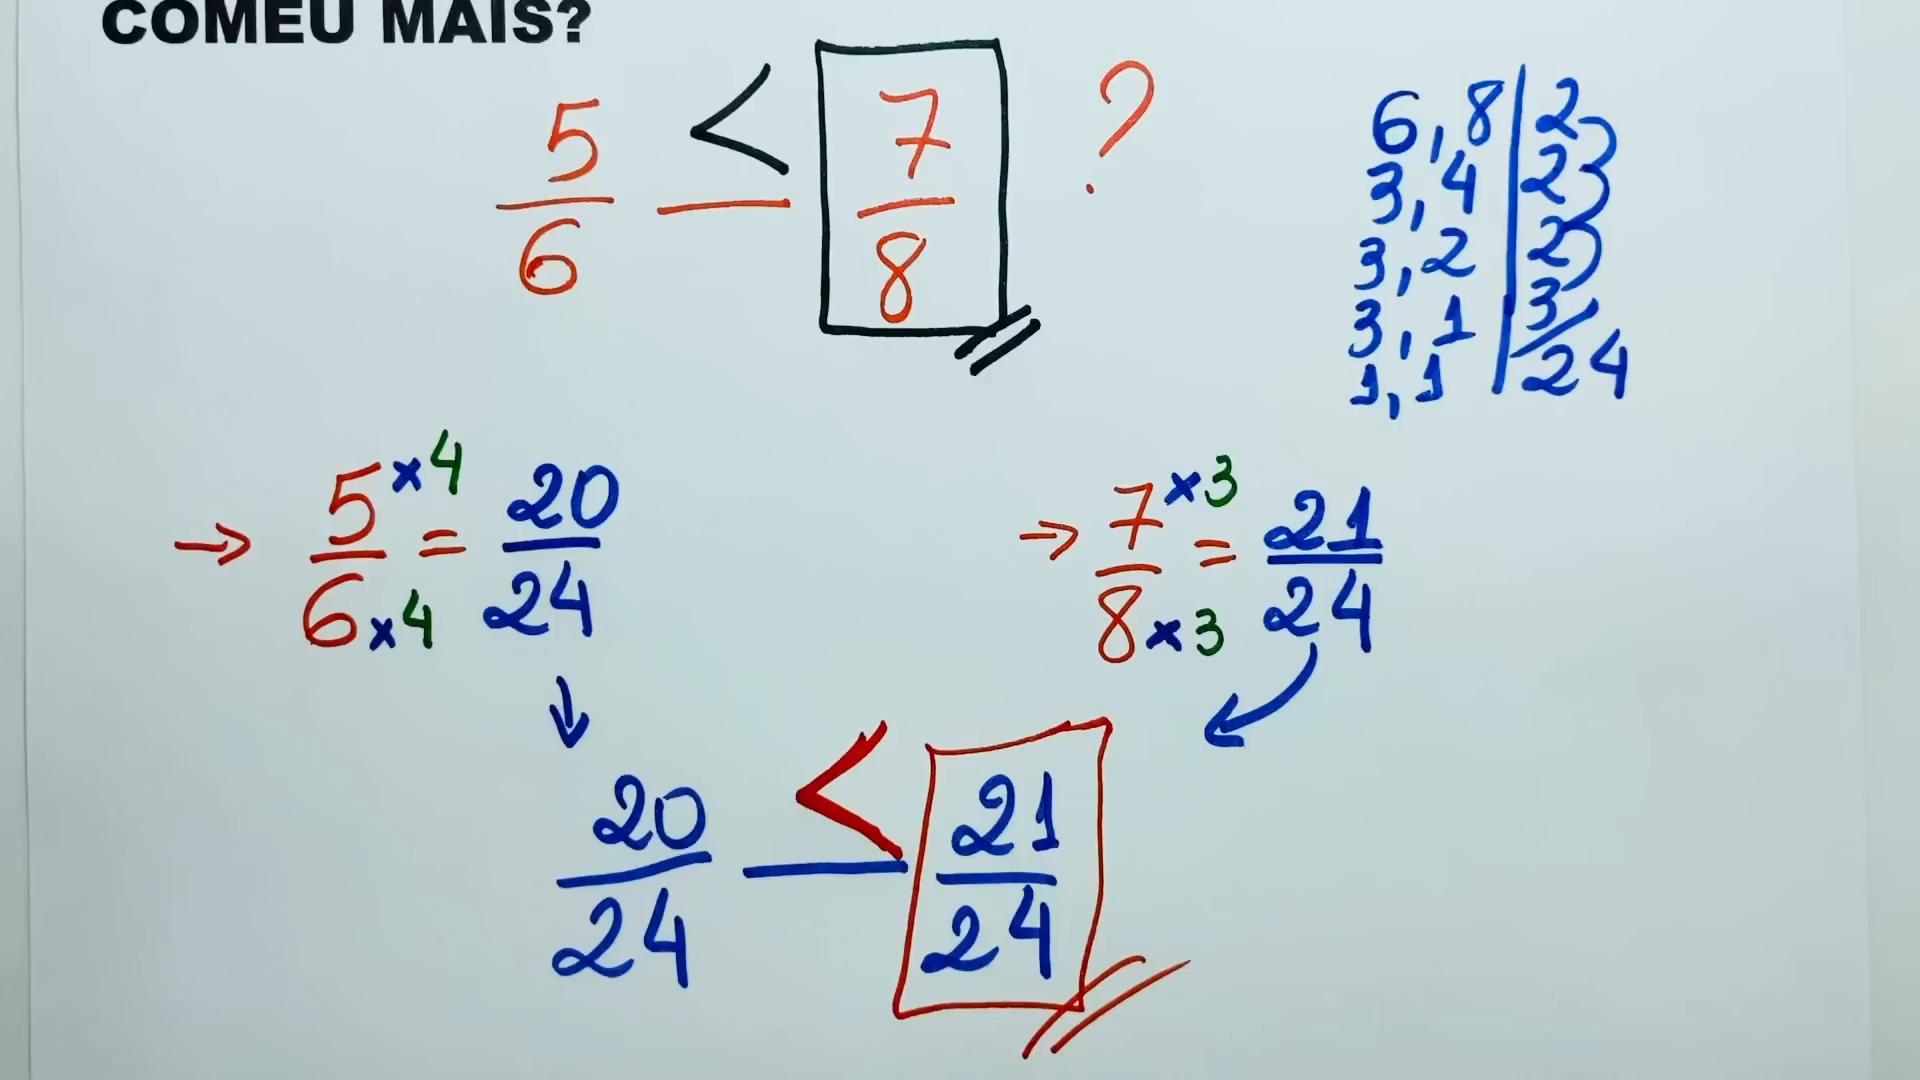 COMEU MAIS?
5/6 < 7/8 ?
6, 8 | 2
3, 4 | 2
3, 2 | 2
3, 1 | 3
1, 1 | 24
→ 5×4/6×4 = 20/24
→ 7×3/8×3 = 21/24
20/24 < 21/24